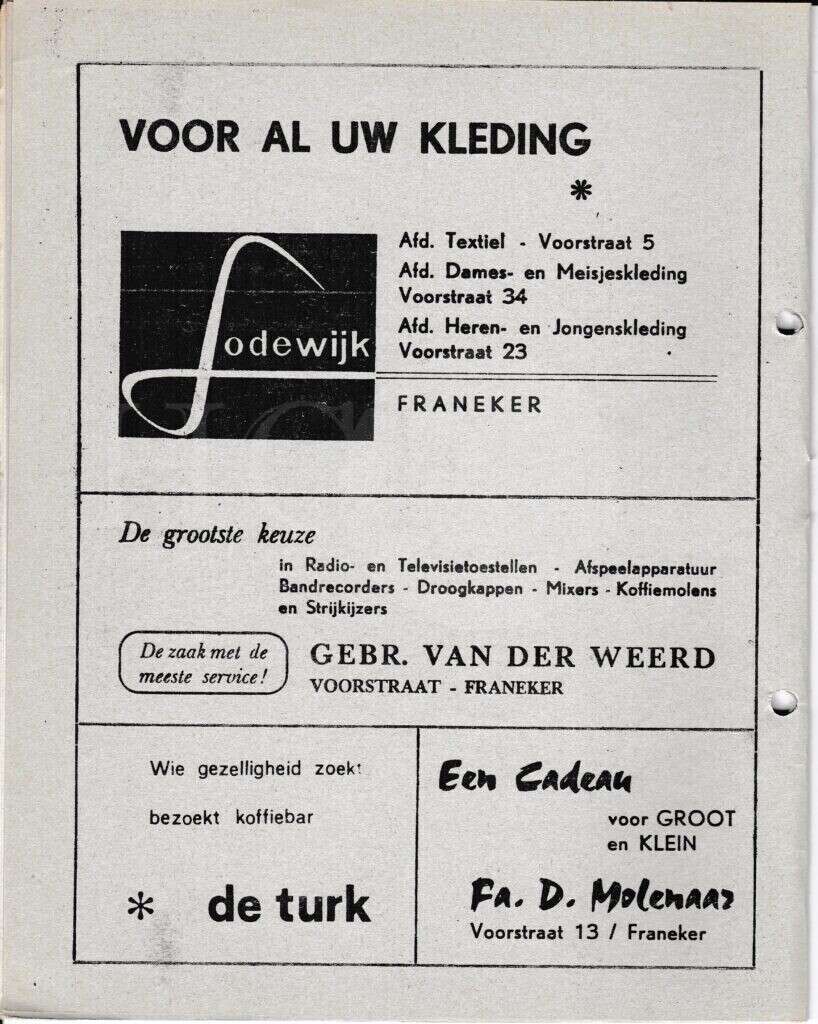 VOOR AL UW KLEDING
*
Lodewijk
Afd. Textiel - Voorstraat 5
Afd. Dames- en Meisjeskleding
Voorstraat 34
Afd. Heren- en Jongenskleding
Voorstraat 23
FRANEKER
De grootste keuze
in Radio- en Televisietoestellen - Afspeelapparatuur
Bandrecorders - Droogkappen - Mixers - Koffiemolens
en Strijkijzers
De zaak met de
meeste service!
GEBR. VAN DER WEERD
VOORSTRAAT - FRANEKER
Wie gezelligheid zoekt
bezoekt koffiebar
* de turk
Een Cadeau
voor GROOT
en KLEIN
Fa. D. Molenaar
Voorstraat 13 / Franeker